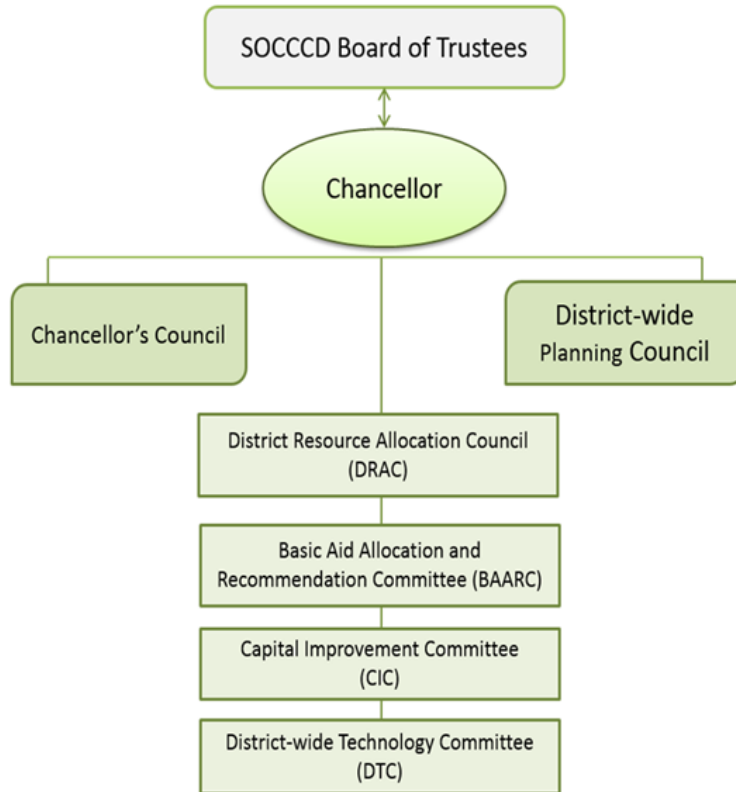 SOCCCD Board of Trustees
Chancellor
Chancellor’s Council
District-wide
Planning Council
District Resource Allocation Council
(DRAC)
Basic Aid Allocation and
Recommendation Committee (BAARC)
Capital Improvement Committee
(CIC)
District-wide Technology Committee
(DTC)